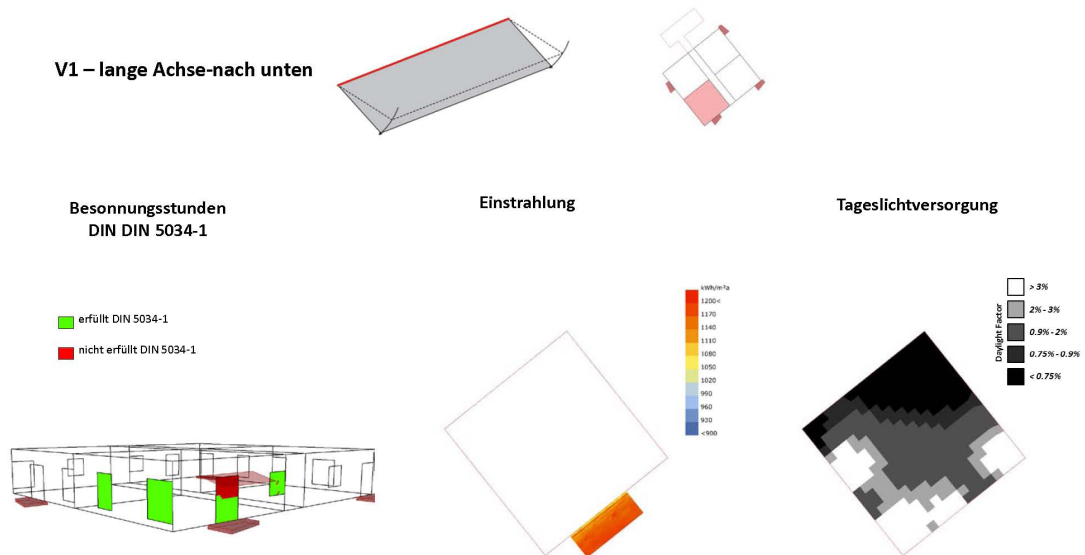 V1 – lange Achse-nach unten
Besonnungsstunden
DIN DIN 5034-1
Einstrahlung
Tageslichtversorgung
erfüllt DIN 5034-1
nicht erfüllt DIN 5034-1
kWh/m²a
1200<
1170
1140
1110
1080
1050
1020
990
960
930
<900
Daylight Factor
> 3%
2% - 3%
0.9% - 2%
0.75% - 0.9%
< 0.75%